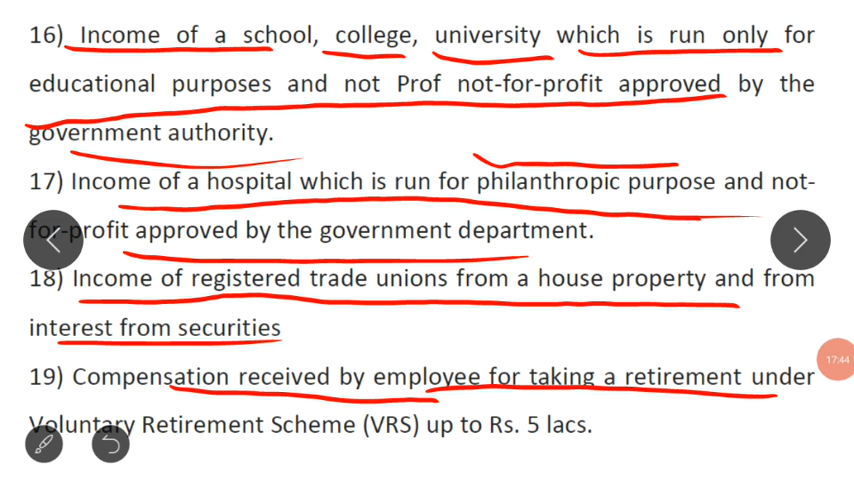 16) Income of a school, college, university which is run only for
educational purposes and not Prof not-for-profit approved by the
government authority.
17) Income of a hospital which is run for philanthropic purpose and not-
for-profit approved by the government department.
18) Income of registered trade unions from a house property and from
interest from securities
17:44
19) Compensation received by employee for taking a retirement under
Voluntary Retirement Scheme (VRS) up to Rs. 5 lacs.